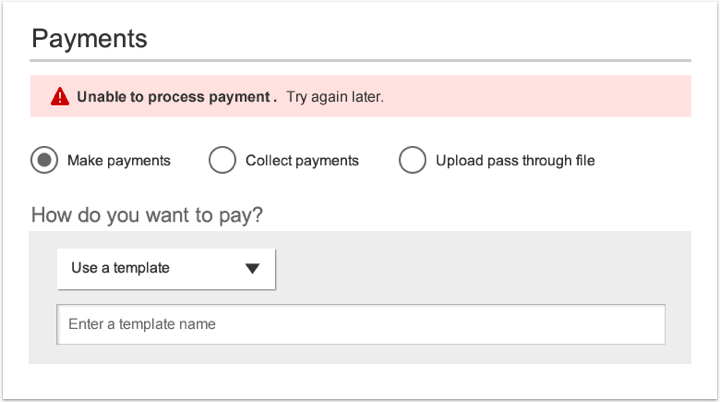 Payments
Unable to process payment . Try again later.
Make payments Collect payments Upload pass through file
How do you want to pay?
Use a template
Enter a template name